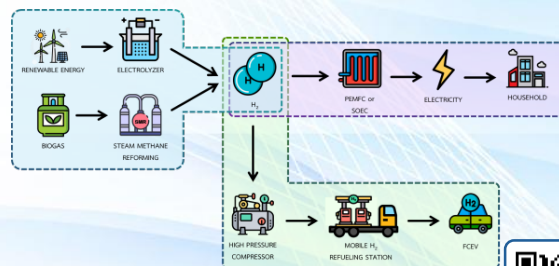 RENEWABLE ENERGY
ELECTROLYZER
BIOGAS
SMR
STEAM METHANE
REFORMING
H H
H₂
PEMFC or
SOEC
ELECTRICITY
HOUSEHOLD
HIGH PRESSURE
COMPRESSOR
H₂
MOBILE H₂
REFUELING STATION
H2
FCEV